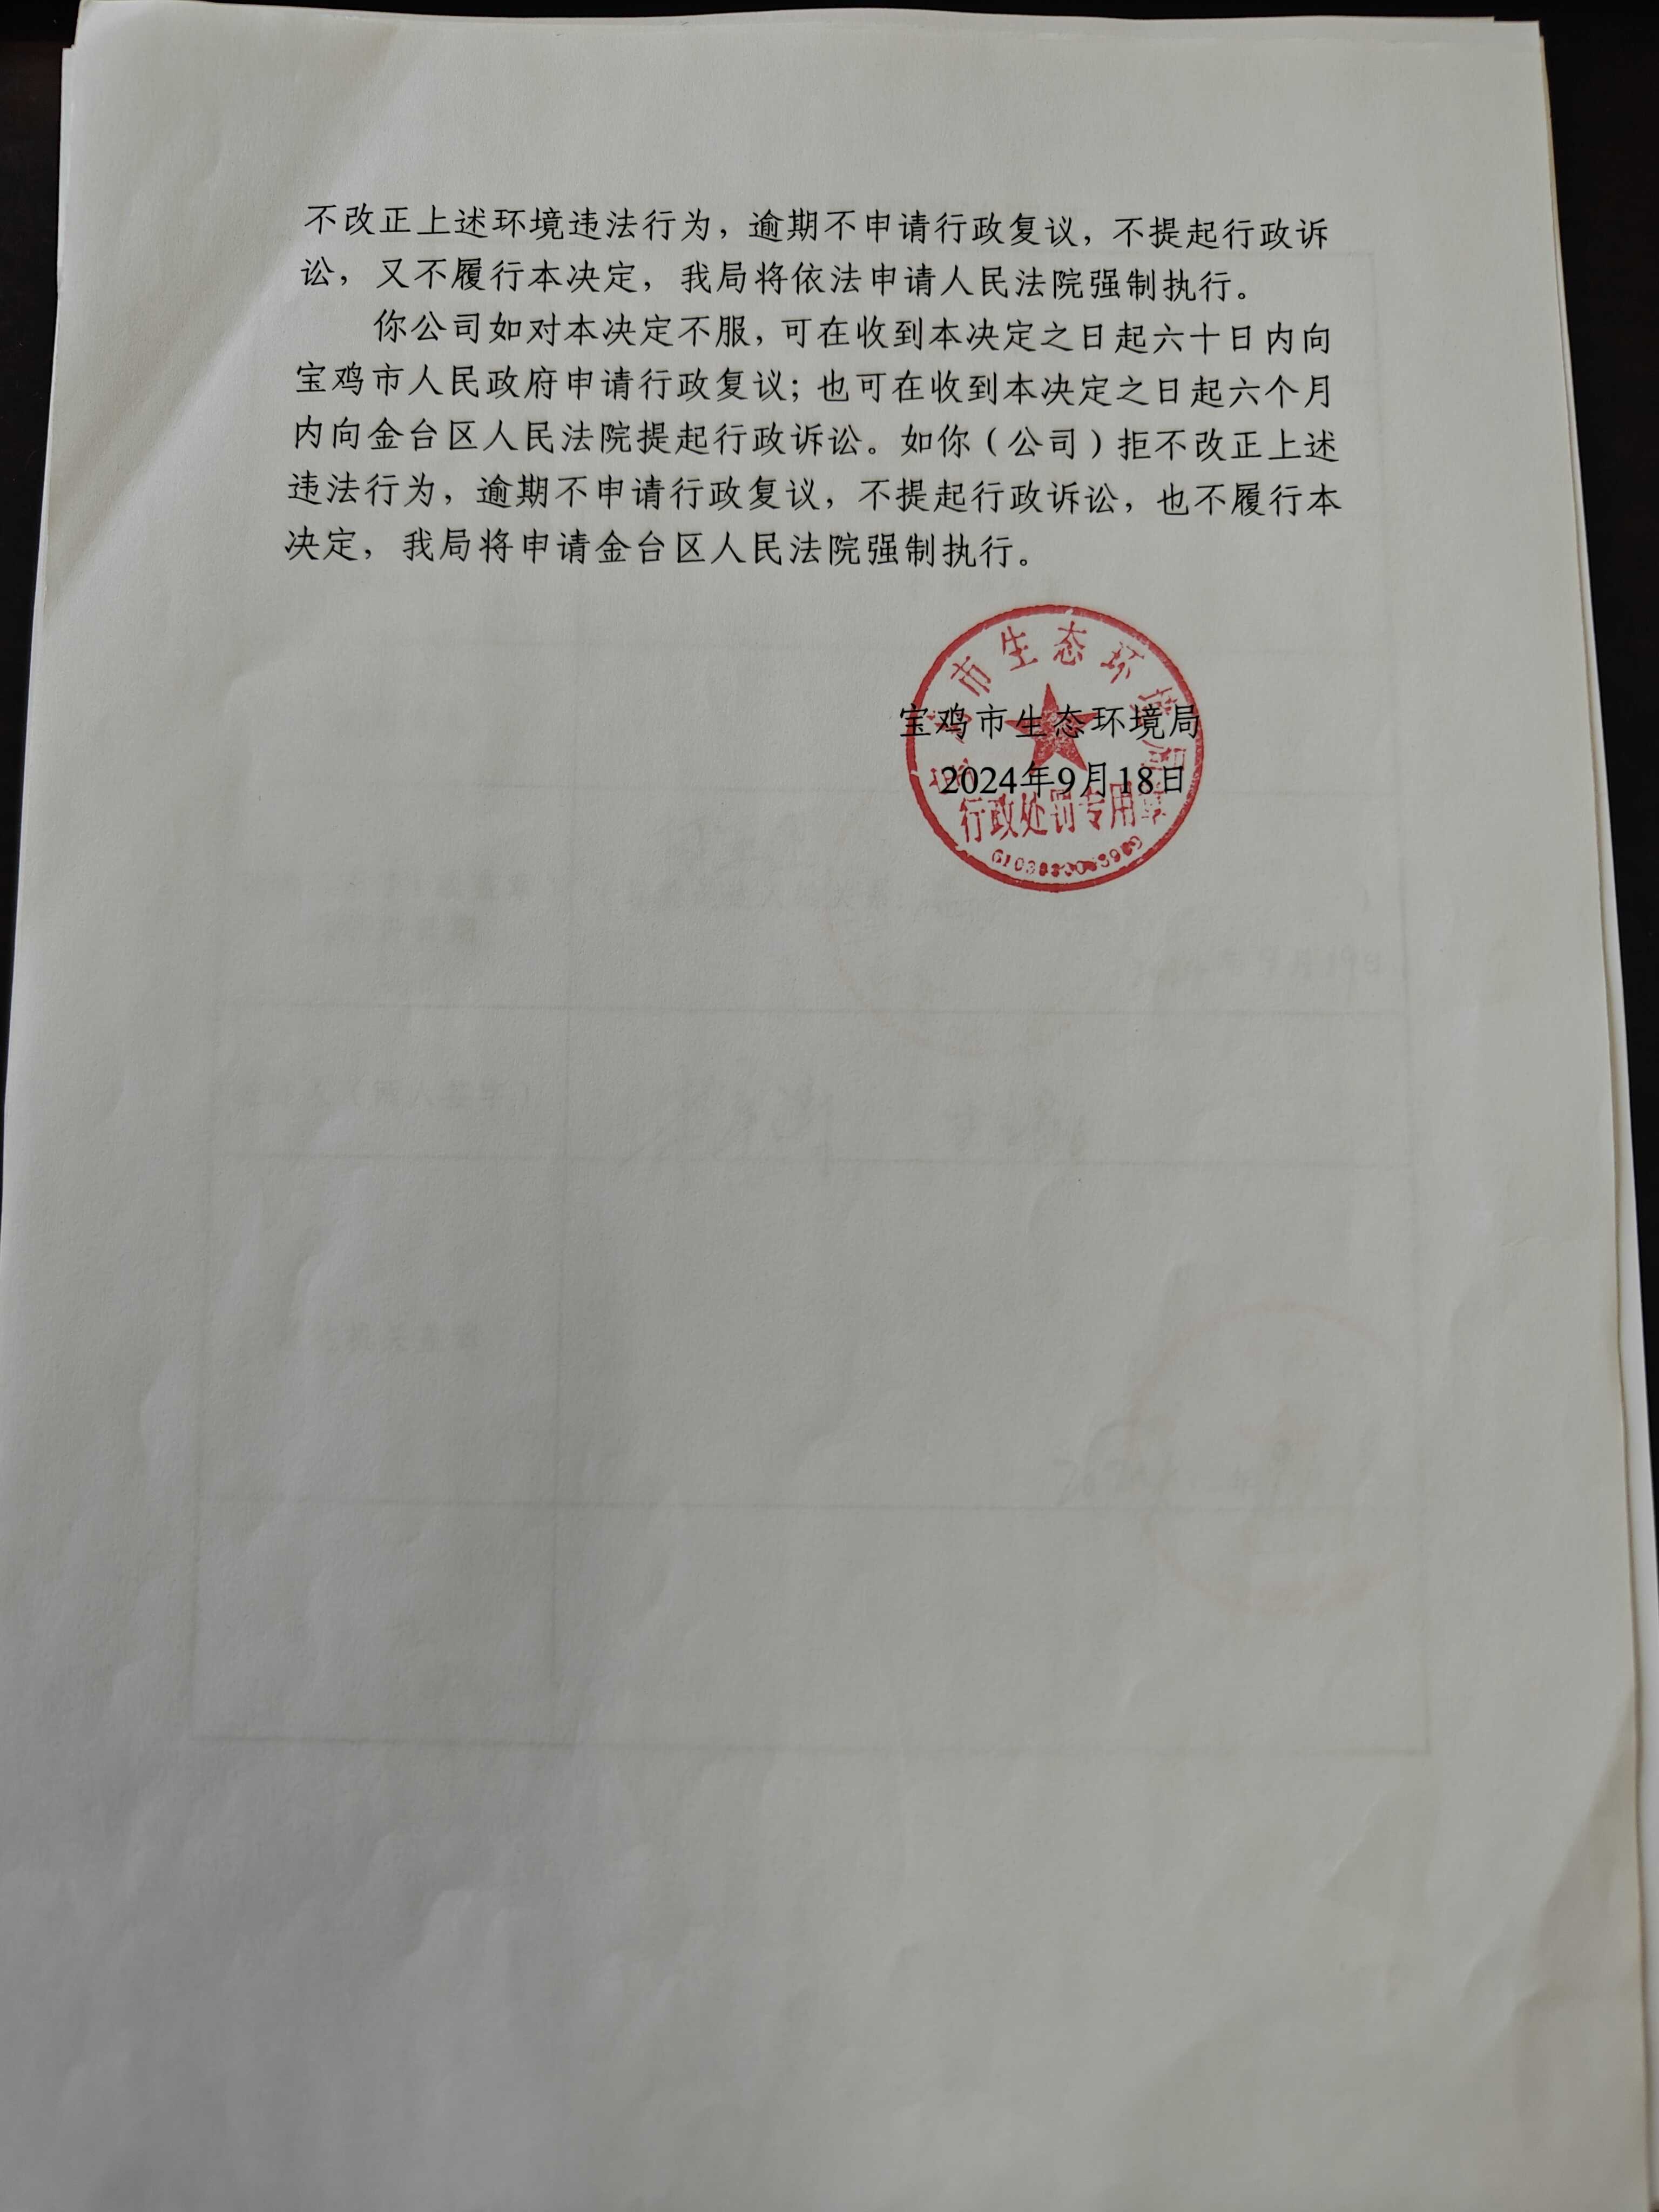 不改正上述环境违法行为，逾期不申请行政复议，不提起行政诉
讼，又不履行本决定，我局将依法申请人民法院强制执行。
你公司如对本决定不服，可在收到本决定之日起六十日内向
宝鸡市人民政府申请行政复议；也可在收到本决定之日起六个月
内向金台区人民法院提起行政诉讼。如你（公司）拒不改正上述
违法行为，逾期不申请行政复议，不提起行政诉讼，也不履行本
决定，我局将申请金台区人民法院强制执行。
市生态环境局
宝鸡市生态环境局
2024年9月18日
行政处罚专用章